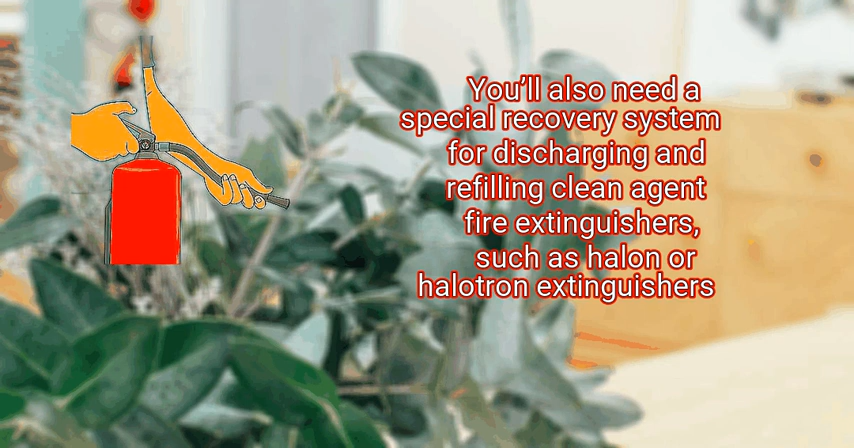 You’ll also need a
special recovery system
for discharging and
refilling clean agent
fire extinguishers,
such as halon or
halotron extinguishers